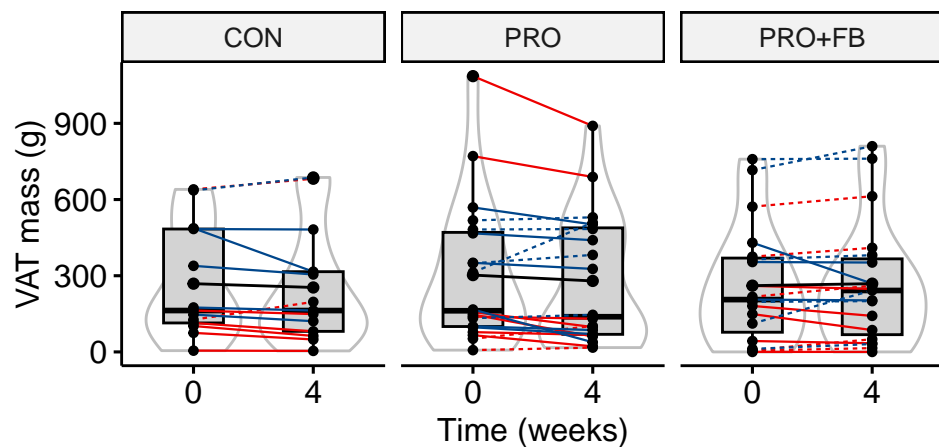 CON
PRO
PRO+FB
VAT mass (g)
900
600
300
0
0 4
0 4
0 4
Time (weeks)